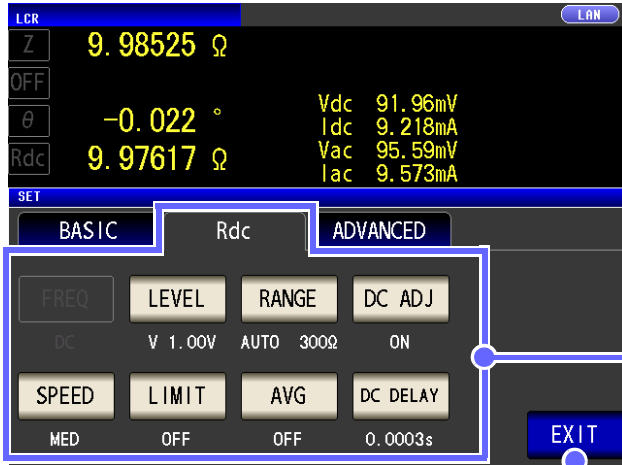 LCR LAN
Z 9.98525 Ω
OFF
θ -0.022 °
Rdc 9.97617 Ω
Vdc 91.96mV
Idc 9.218mA
Vac 95.59mV
Iac 9.573mA
SET
BASIC Rdc ADVANCED
FREQ LEVEL RANGE DC ADJ
DC V 1.00V AUTO 300Ω ON
SPEED LIMIT AVG DC DELAY
MED OFF OFF 0.0003s
EXIT